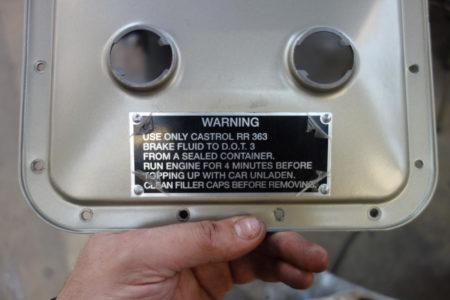 WARNING
USE ONLY CASTROL RR 363
BRAKE FLUID TO D.O.T. 3
FROM A SEALED CONTAINER.
RUN ENGINE FOR 4 MINUTES BEFORE
TOPPING UP WITH CAR UNLADEN.
CLEAN FILLER CAPS BEFORE REMOVING.